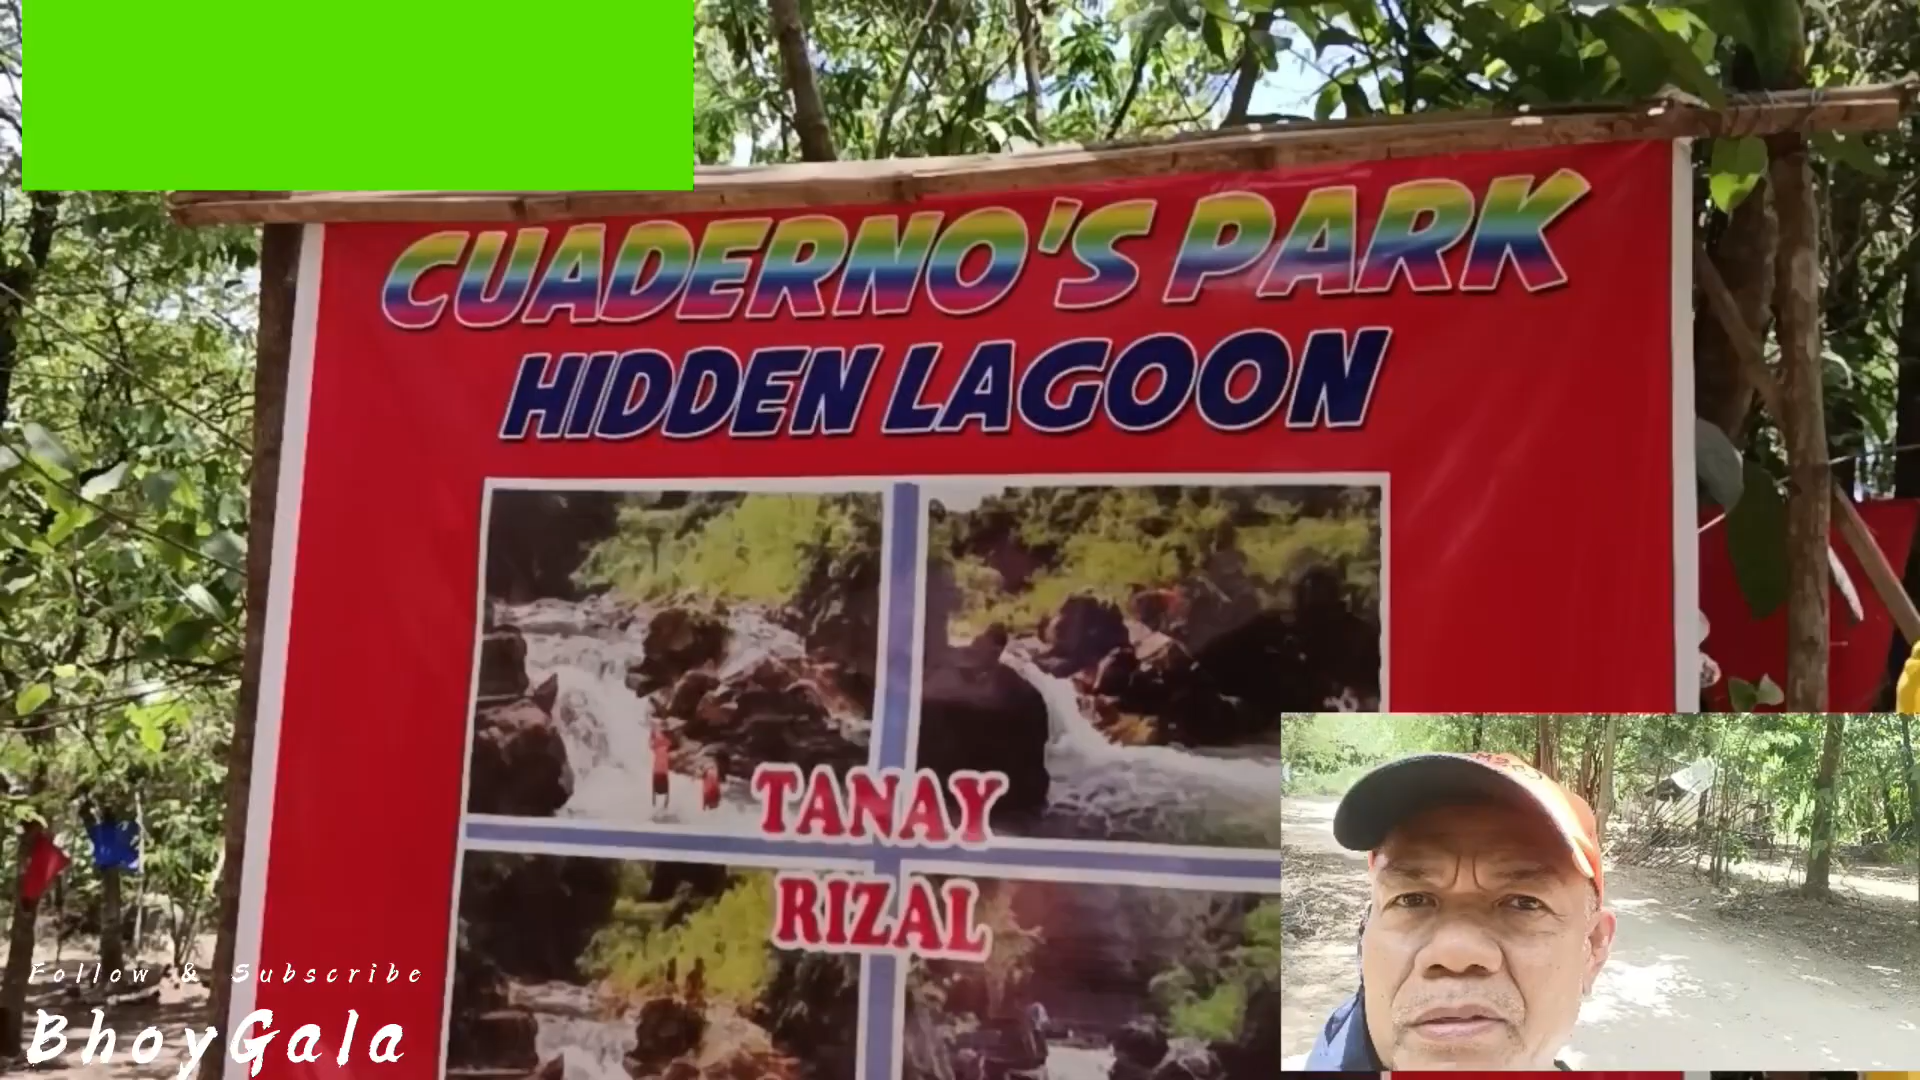 CUADERNO'S PARK
HIDDEN LAGOON
TANAY
RIZAL
Follow & Subscribe
BhoyGala